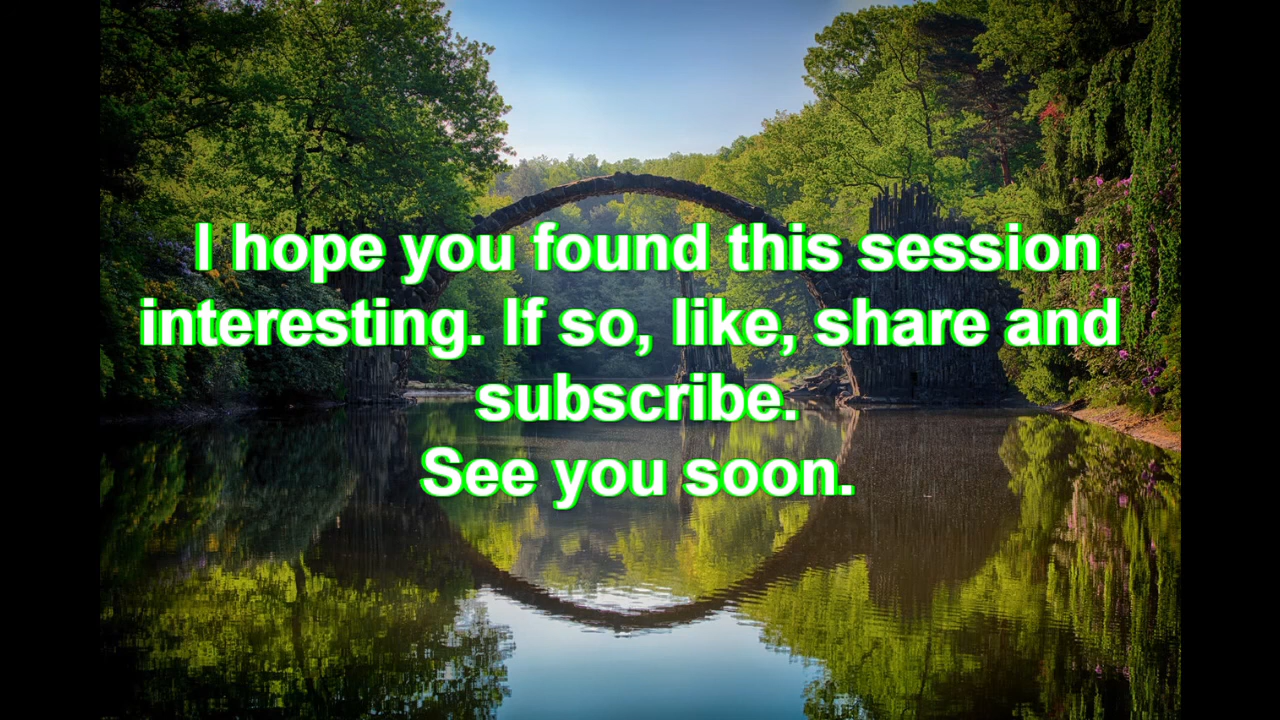 I hope you found this session
interesting. If so, like, share and
subscribe.
See you soon.